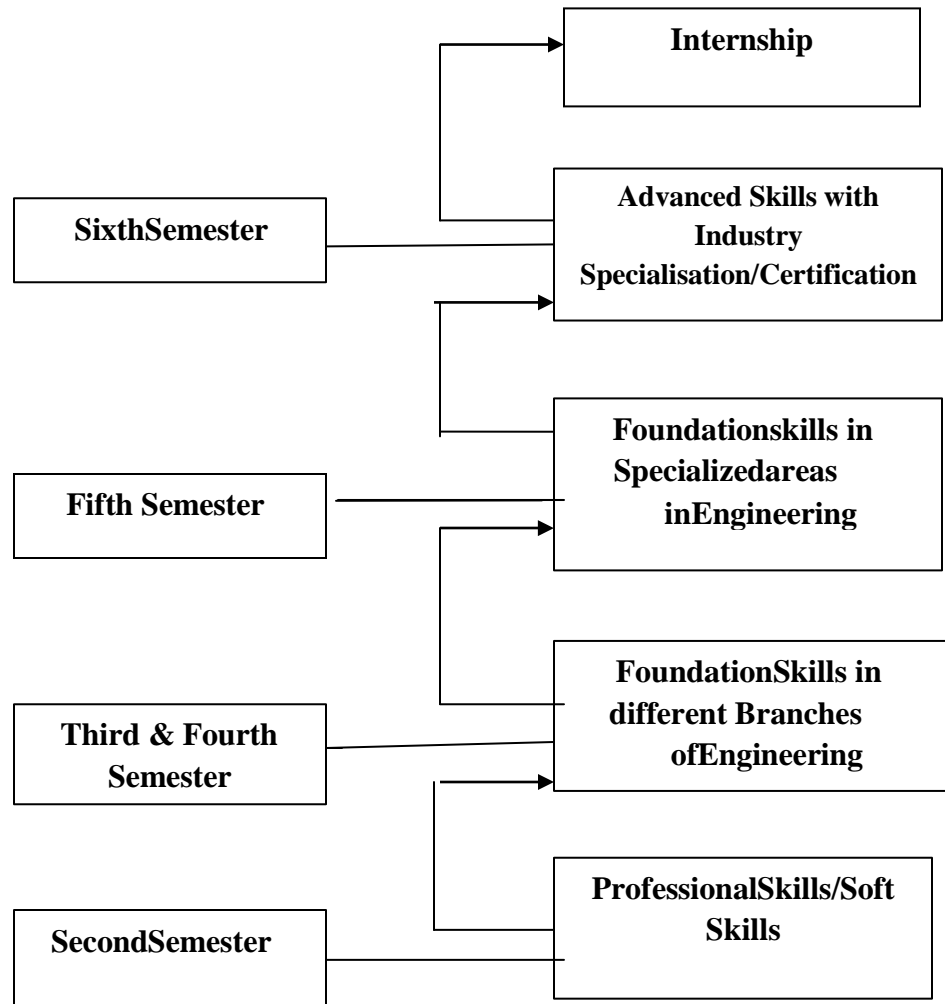 Internship
Advanced Skills with
Industry
Specialisation/Certification
SixthSemester
Foundationskills in
Specializedareas
inEngineering
Fifth Semester
FoundationSkills in
different Branches
ofEngineering
Third & Fourth
Semester
ProfessionalSkills/Soft
Skills
SecondSemester